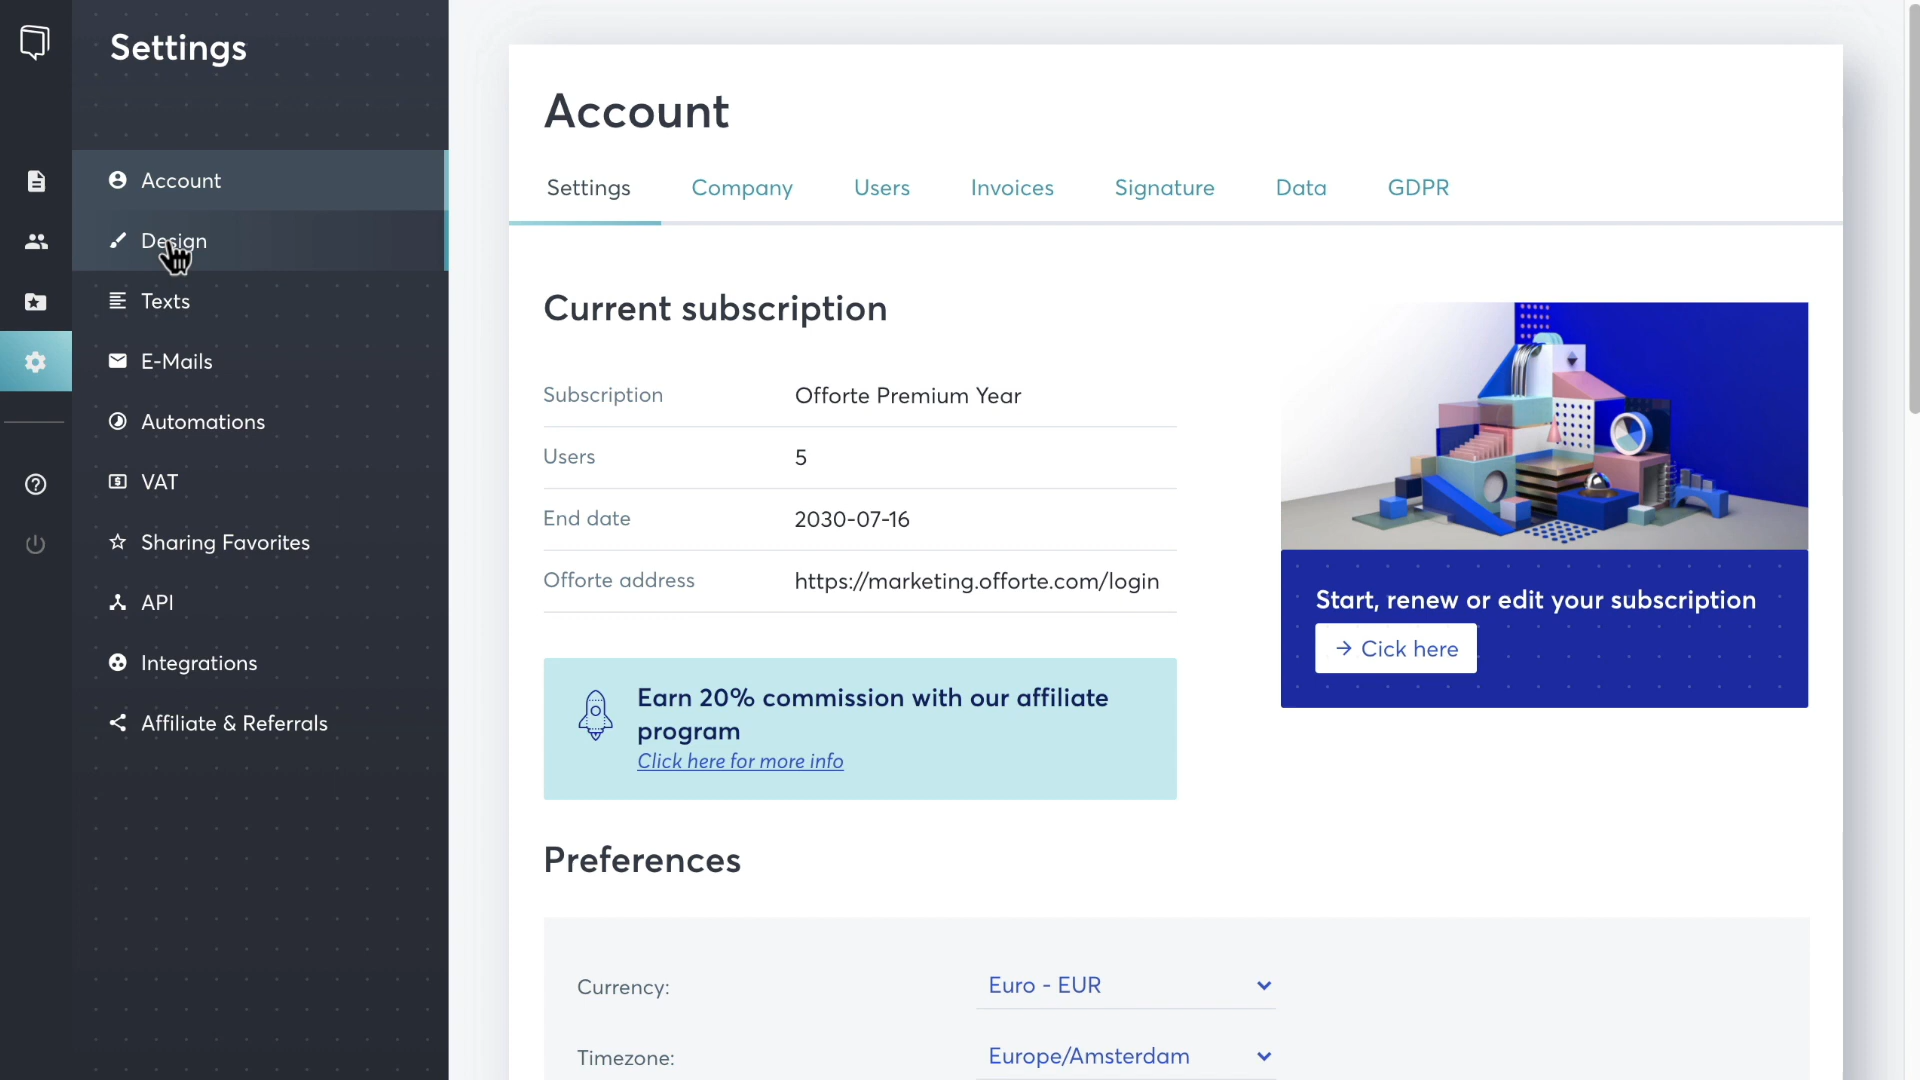 Settings
Account
Design
Texts
E-Mails
Automations
VAT
Sharing Favorites
API
Integrations
Affiliate & Referrals
Account
Settings Company Users Invoices Signature Data GDPR
Current subscription
Subscription Offorte Premium Year
Users 5
End date 2030-07-16
Offorte address https://marketing.offorte.com/login
Start, renew or edit your subscription
→ Cick here
Earn 20% commission with our affiliate
program
Click here for more info
Preferences
Currency: Euro - EUR
Timezone: Europe/Amsterdam